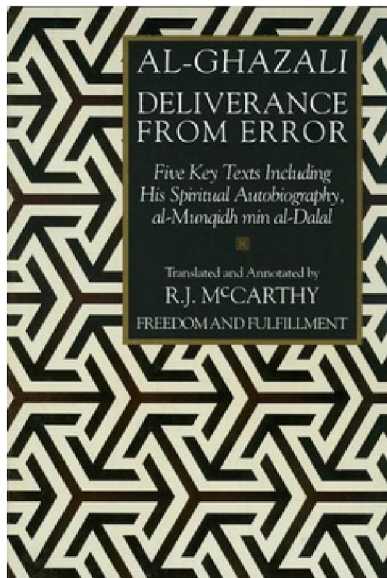 AL-GHAZALI
DELIVERANCE
FROM ERROR
Five Key Texts Including
His Spiritual Autobiography,
al-Munqidh min al-Dalal
Translated and Annotated by
R.J. McCARTHY
FREEDOM AND FULFILLMENT